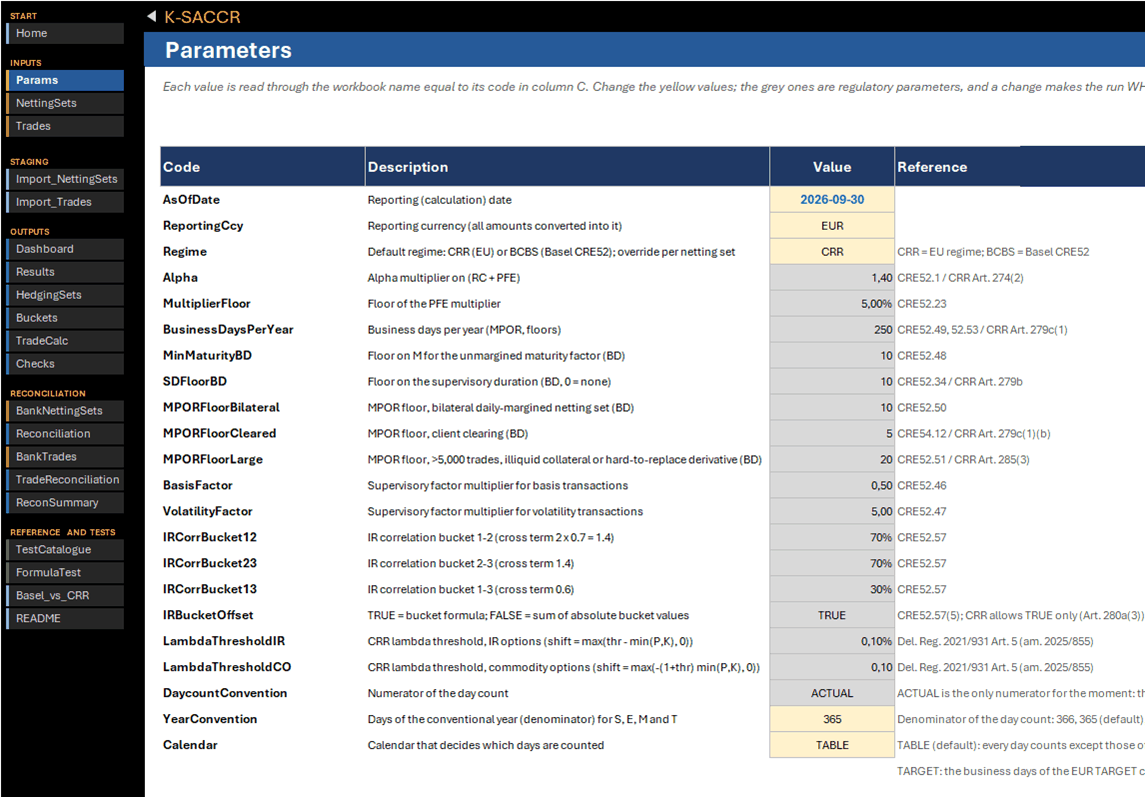 START
Home
INPUTS
Params
NettingSets
Trades
STAGING
Import_NettingSets
Import_Trades
OUTPUTS
Dashboard
Results
HedgingSets
Buckets
TradeCalc
Checks
RECONCILIATION
BankNettingSets
Reconciliation
BankTrades
TradeReconciliation
ReconSummary
REFERENCE AND TESTS
TestCatalogue
FormulaTest
Basel_vs_CRR
README
K-SACCR
Parameters
Each value is read through the workbook name equal to its code in column C. Change the yellow values; the grey ones are regulatory parameters, and a change makes the run WH
Code Description Value Reference
AsOfDate Reporting (calculation) date 2026-09-30
ReportingCcy Reporting currency (all amounts converted into it) EUR
Regime Default regime: CRR (EU) or BCBS (Basel CRE52); override per netting set CRR CRR = EU regime; BCBS = Basel CRE52
Alpha Alpha multiplier on (RC + PFE) 1,40 CRE52.1 / CRR Art. 274(2)
MultiplierFloor Floor of the PFE multiplier 5,00% CRE52.23
BusinessDaysPerYear Business days per year (MPOR, floors) 250 CRE52.49, 52.53 / CRR Art. 279c(1)
MinMaturityBD Floor on M for the unmargined maturity factor (BD) 10 CRE52.48
SDFloorBD Floor on the supervisory duration (BD, 0 = none) 10 CRE52.34 / CRR Art. 279b
MPORFloorBilateral MPOR floor, bilateral daily-margined netting set (BD) 10 CRE52.50
MPORFloorCleared MPOR floor, client clearing (BD) 5 CRE54.12 / CRR Art. 279c(1)(b)
MPORFloorLarge MPOR floor, >5,000 trades, illiquid collateral or hard-to-replace derivative (BD) 20 CRE52.51 / CRR Art. 285(3)
BasisFactor Supervisory factor multiplier for basis transactions 0,50 CRE52.46
VolatilityFactor Supervisory factor multiplier for volatility transactions 5,00 CRE52.47
IRCorrBucket12 IR correlation bucket 1-2 (cross term 2 x 0.7 = 1.4) 70% CRE52.57
IRCorrBucket23 IR correlation bucket 2-3 (cross term 1.4) 70% CRE52.57
IRCorrBucket13 IR correlation bucket 1-3 (cross term 0.6) 30% CRE52.57
IRBucketOffset TRUE = bucket formula; FALSE = sum of absolute bucket values TRUE CRE52.57(5); CRR allows TRUE only (Art. 280a(3))
LambdaThresholdIR CRR lambda threshold, IR options (shift = max(thr - min(P,K), 0)) 0,10% Del. Reg. 2021/931 Art. 5 (am. 2025/855)
LambdaThresholdCO CRR lambda threshold, commodity options (shift = max(-(1+thr) min(P,K), 0)) 0,10 Del. Reg. 2021/931 Art. 5 (am. 2025/855)
DaycountConvention Numerator of the day count ACTUAL ACTUAL is the only numerator for the moment: th
YearConvention Days of the conventional year (denominator) for S, E, M and T 365 Denominator of the day count: 366, 365 (default)
Calendar Calendar that decides which days are counted TABLE TABLE (default): every day counts except those o
TARGET: the business days of the EUR TARGET c